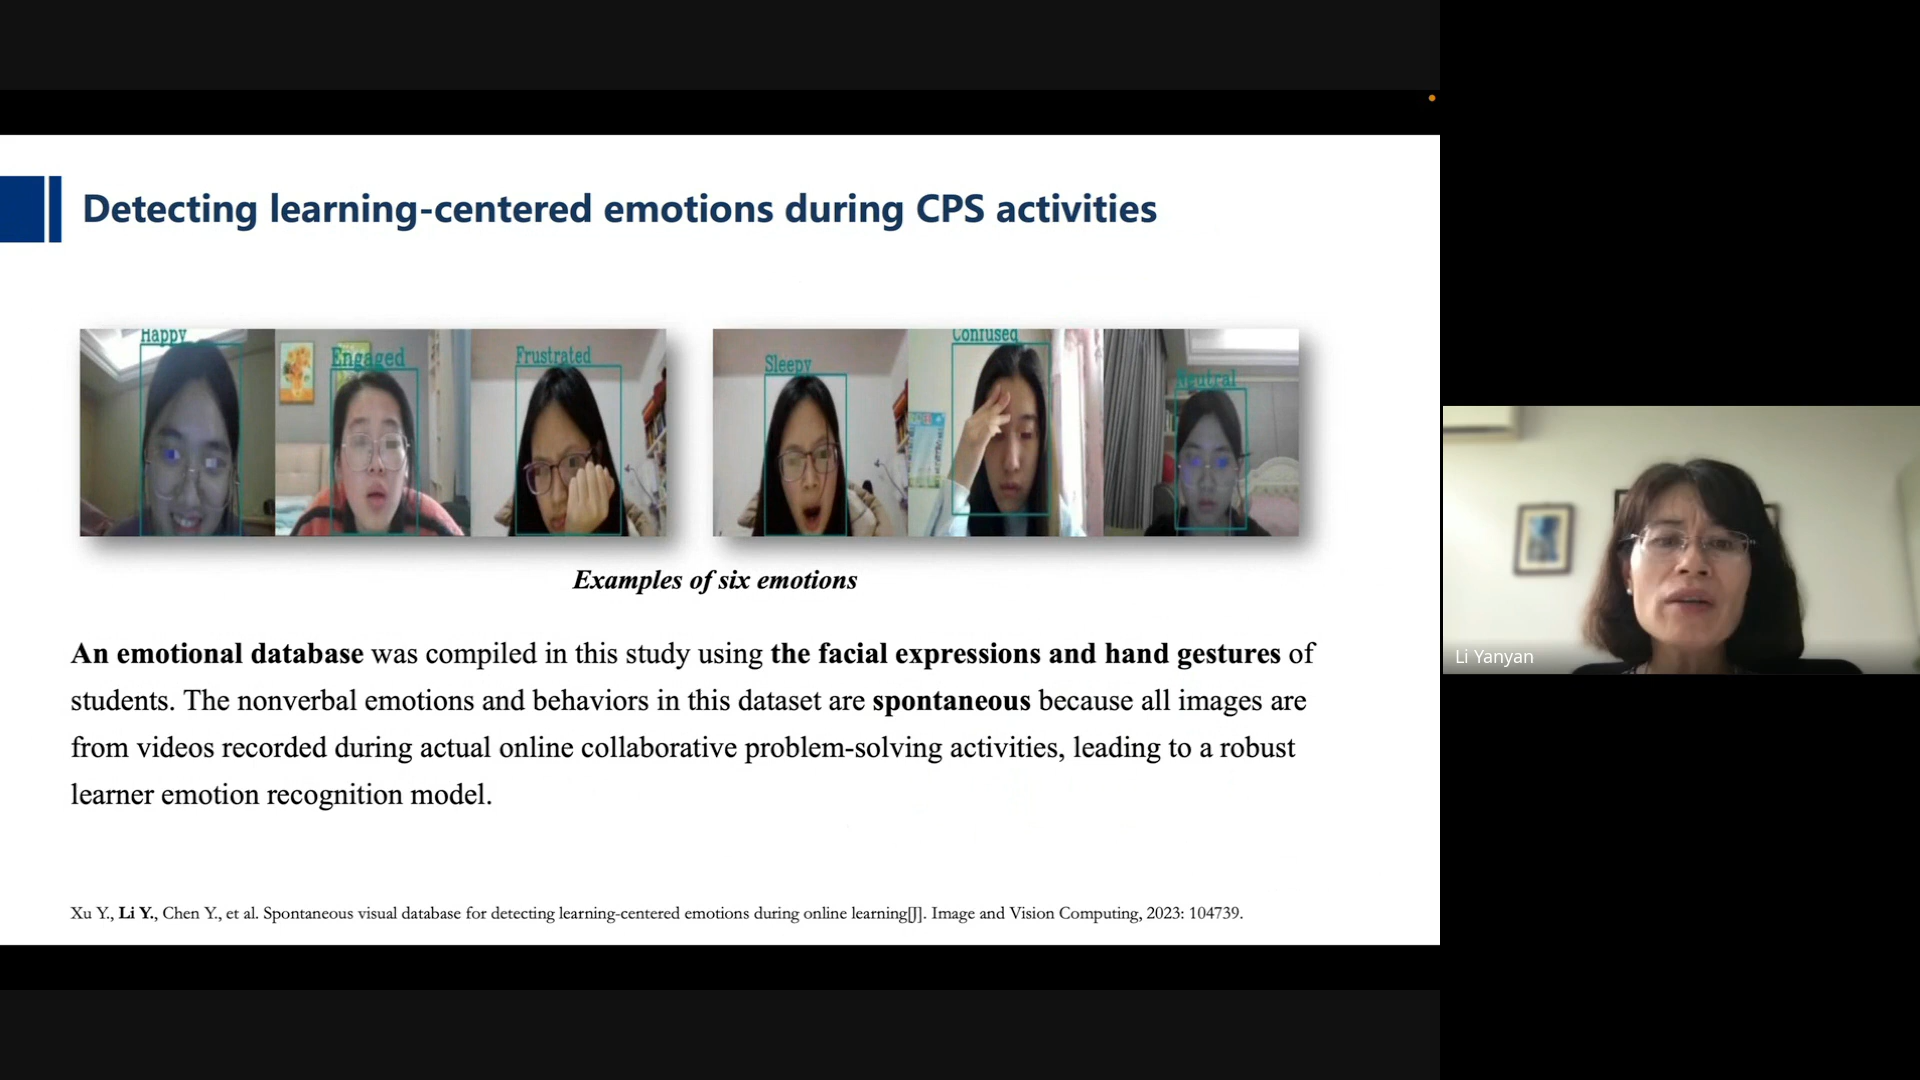 Detecting learning-centered emotions during CPS activities
Happy
Engaged
Frustrated
Sleepy
Confused
Neutral
Examples of six emotions
An emotional database was compiled in this study using the facial expressions and hand gestures of
students. The nonverbal emotions and behaviors in this dataset are spontaneous because all images are
from videos recorded during actual online collaborative problem-solving activities, leading to a robust
learner emotion recognition model.
Xu Y., Li Y., Chen Y., et al. Spontaneous visual database for detecting learning-centered emotions during online learning[J]. Image and Vision Computing, 2023: 104739.
Li Yanyan